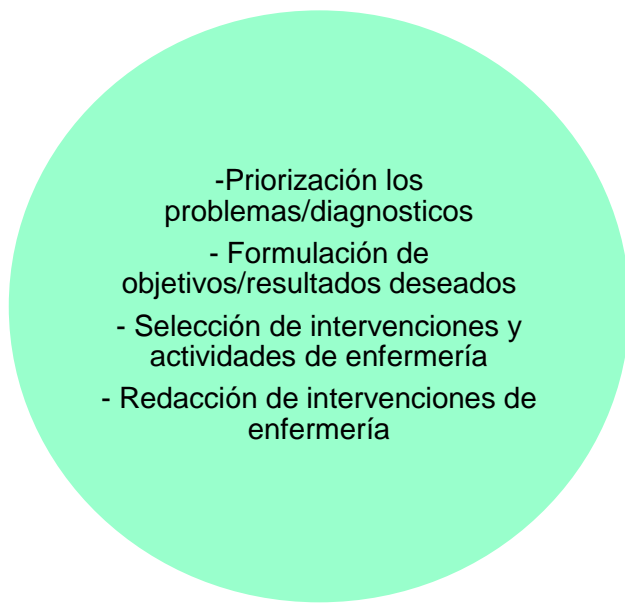 -Priorización los
problemas/diagnosticos
- Formulación de
objetivos/resultados deseados
- Selección de intervenciones y
actividades de enfermería
- Redacción de intervenciones de
enfermería